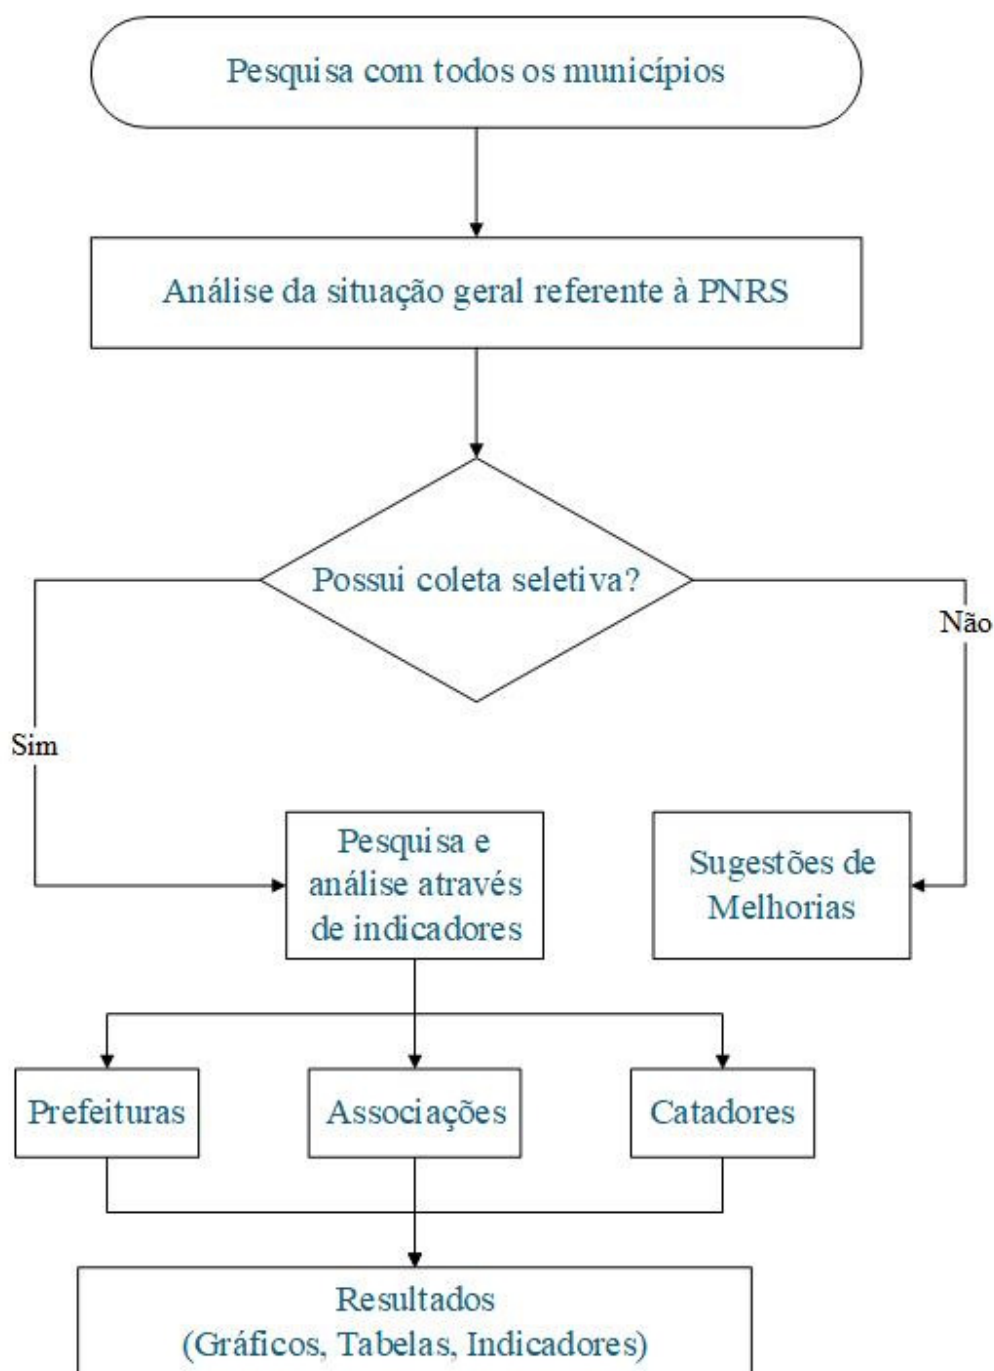 Pesquisa com todos os municípios
Análise da situação geral referente à PNRS
Possui coleta seletiva?
Não
Sim
Pesquisa e
análise através
de indicadores
Sugestões de
Melhorias
Prefeituras
Associações
Catadores
Resultados
(Gráficos, Tabelas, Indicadores)